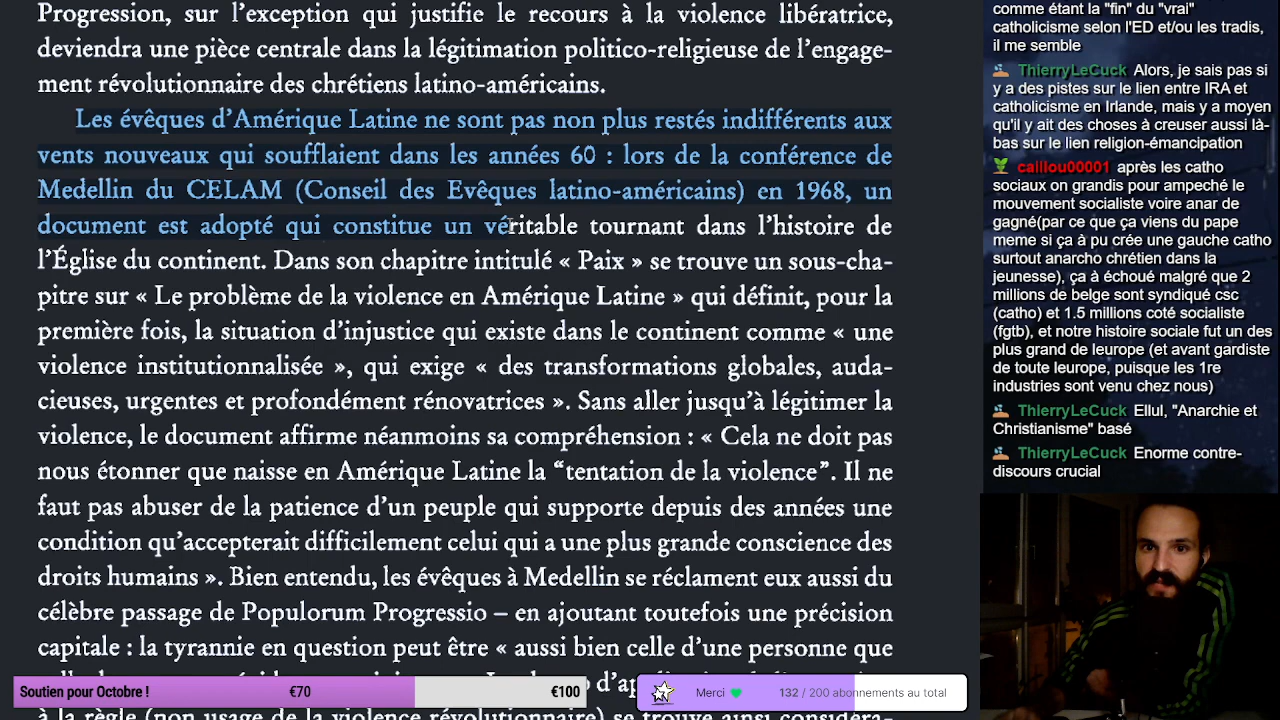 Progression, sur l’exception qui justifie le recours à la violence libératrice,
deviendra une pièce centrale dans la légitimation politico-religieuse de l’engage-
ment révolutionnaire des chrétiens latino-américains.
Les évêques d’Amérique Latine ne sont pas non plus restés indifférents aux
vents nouveaux qui soufflaient dans les années 60 : lors de la conférence de
Medellin du CELAM (Conseil des Evêques latino-américains) en 1968, un
document est adopté qui constitue un véritable tournant dans l’histoire de
l’Église du continent. Dans son chapitre intitulé « Paix » se trouve un sous-cha-
pitre sur « Le problème de la violence en Amérique Latine » qui définit, pour la
première fois, la situation d’injustice qui existe dans le continent comme « une
violence institutionnalisée », qui exige « des transformations globales, auda-
cieuses, urgentes et profondément rénovatrices ». Sans aller jusqu’à légitimer la
violence, le document affirme néanmoins sa compréhension : « Cela ne doit pas
nous étonner que naisse en Amérique Latine la “tentation de la violence”. Il ne
faut pas abuser de la patience d’un peuple qui supporte depuis des années une
condition qu’accepterait difficilement celui qui a une plus grande conscience des
droits humains ». Bien entendu, les évêques à Medellin se réclament eux aussi du
célèbre passage de Populorum Progressio – en ajoutant toutefois une précision
capitale : la tyrannie en question peut être « aussi bien celle d’une personne que
à la règle (non usage de la violence révolutionnaire) se trouve ainsi considéra-
Soutien pour Octobre ! €70 €100
Merci 💚 132 / 200 abonnements au total
comme étant la "fin" du "vrai"
catholicisme selon l'ED et/ou les tradis,
il me semble
ThierryLeCuck Alors, je sais pas si
y a des pistes sur le lien entre IRA et
catholicisme en Irlande, mais y a moyen
qu'il y ait des choses à creuser aussi là-
bas sur le lien religion-émancipation
caillou00001 après les catho
sociaux on grandis pour ampeché le
mouvement socialiste voire anar de
gagné(par ce que ça viens du pape
meme si ça à pu crée une gauche catho
surtout anarcho chrétien dans la
jeunesse), ça à échoué malgré que 2
millions de belge sont syndiqué csc
(catho) et 1.5 millions coté socialiste
(fgtb), et notre histoire sociale fut un des
plus grand de leurope (et avant gardiste
de toute leurope, puisque les 1re
industries sont venu chez nous)
ThierryLeCuck Ellul, "Anarchie et
Christianisme" basé
ThierryLeCuck Enorme contre-
discours crucial